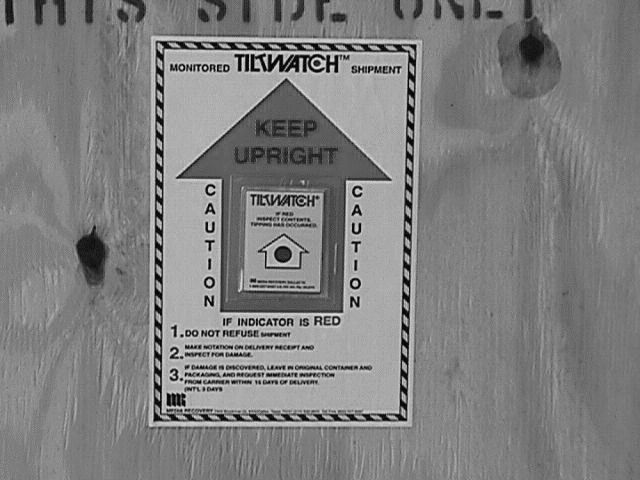 THIS SIDE ONLY
MONITORED TILTWATCH™ SHIPMENT
KEEP
UPRIGHT
CAUTION
CAUTION
TILTWATCH®
IF RED
INSPECT CONTENTS.
TIPPING HAS OCCURRED.
IF INDICATOR IS RED
1. DO NOT REFUSE SHIPMENT
2. MAKE NOTATION ON DELIVERY RECEIPT AND
INSPECT FOR DAMAGE.
3. IF DAMAGE IS DISCOVERED, LEAVE IN ORIGINAL CONTAINER AND
PACKAGING, AND REQUEST IMMEDIATE INSPECTION
FROM CARRIER WITHIN 15 DAYS OF DELIVERY.
(INT'L 3 DAYS
MEDIA RECOVERY